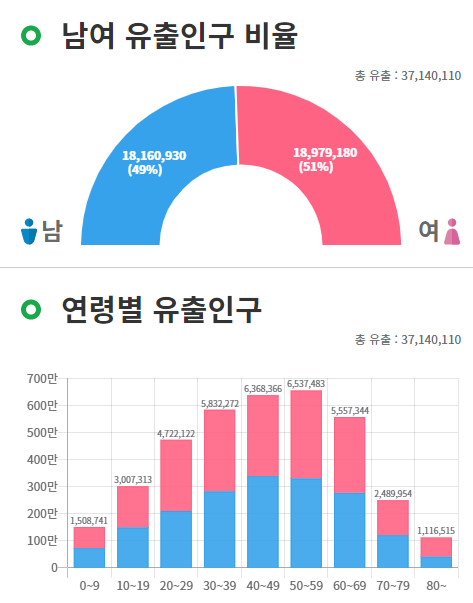 남여 유출인구 비율
총 유출 : 37,140,110
18,160,930
(49%)
18,979,180
(51%)
남
여
연령별 유출인구
총 유출 : 37,140,110
700만
600만
500만
400만
300만
200만
100만
0
1,508,741
3,007,313
4,722,122
5,832,272
6,368,366
6,537,483
5,557,344
2,489,954
1,116,515
0~9
10~19
20~29
30~39
40~49
50~59
60~69
70~79
80~